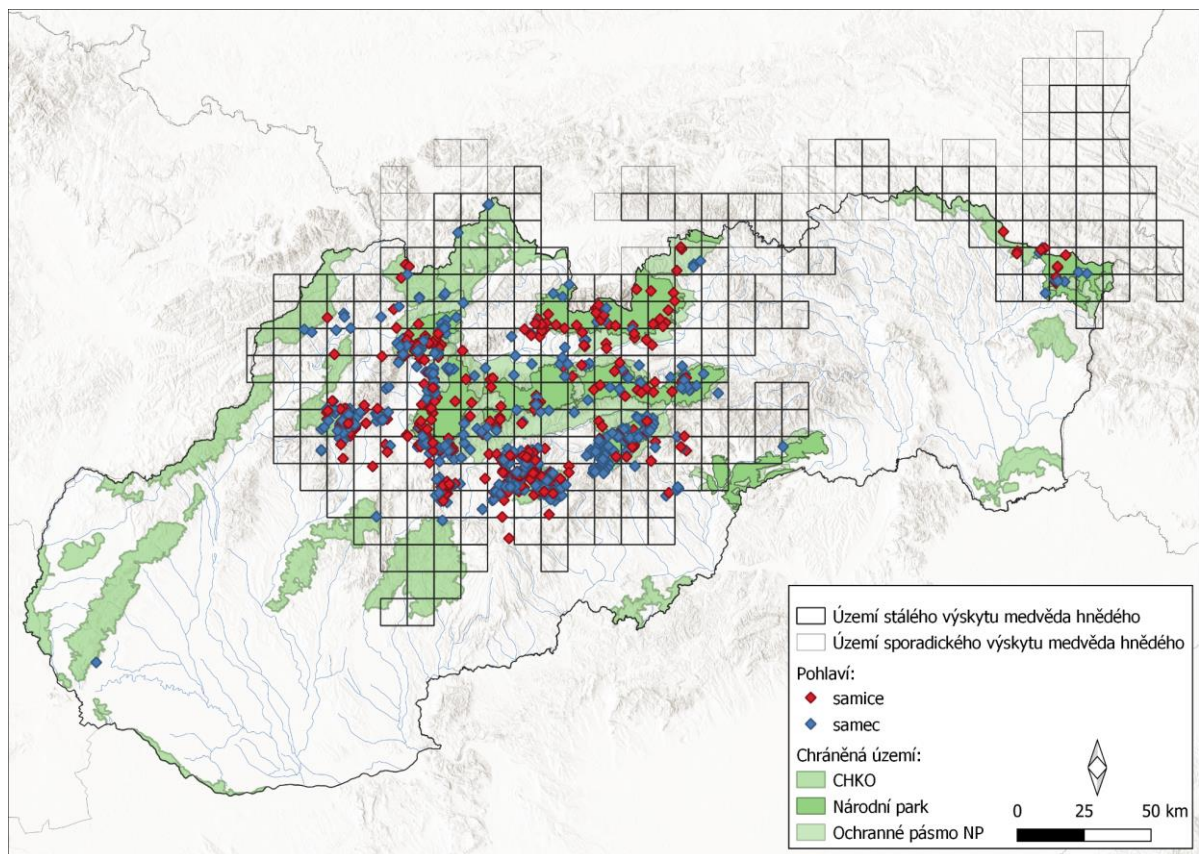 Území stálého výskytu medvěda hnědého
Území sporadického výskytu medvěda hnědého
Pohlaví:
samice
samec
Chráněná území:
CHKO
Národní park
Ochranné pásmo NP
0 25 50 km